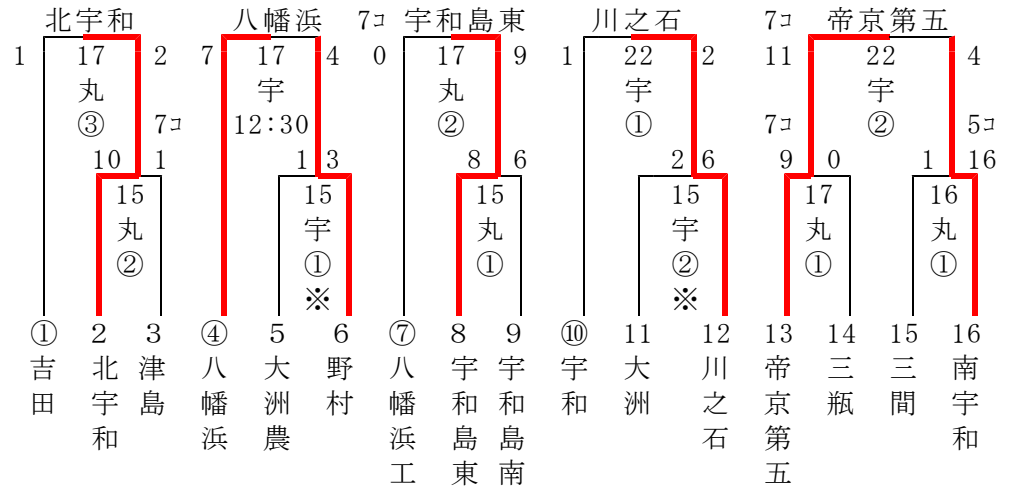 北宇和 八幡浜 7コ 宇和島東 川之石 7コ 帝京第五
1 17 2 7 17 4 0 17 9 1 22 2 11 22 4
丸 宇 丸 宇 宇
③ 7コ 12:30 ② ① 7コ ② 5コ
10 1 1 3 8 6 2 6 9 0 1 16
15 15 15 15 17 16
丸 宇 丸 宇 丸 丸
② ① ① ② ① ①
※ ※
① 2 3 ④ 5 6 ⑦ 8 9 ⑩ 11 12 13 14 15 16
吉田 北宇和 津島 八幡浜 大洲農 野村 八幡浜工 宇和島東 宇和島南 宇和 大洲 川之石 帝京第五 三瓶 三間 南宇和